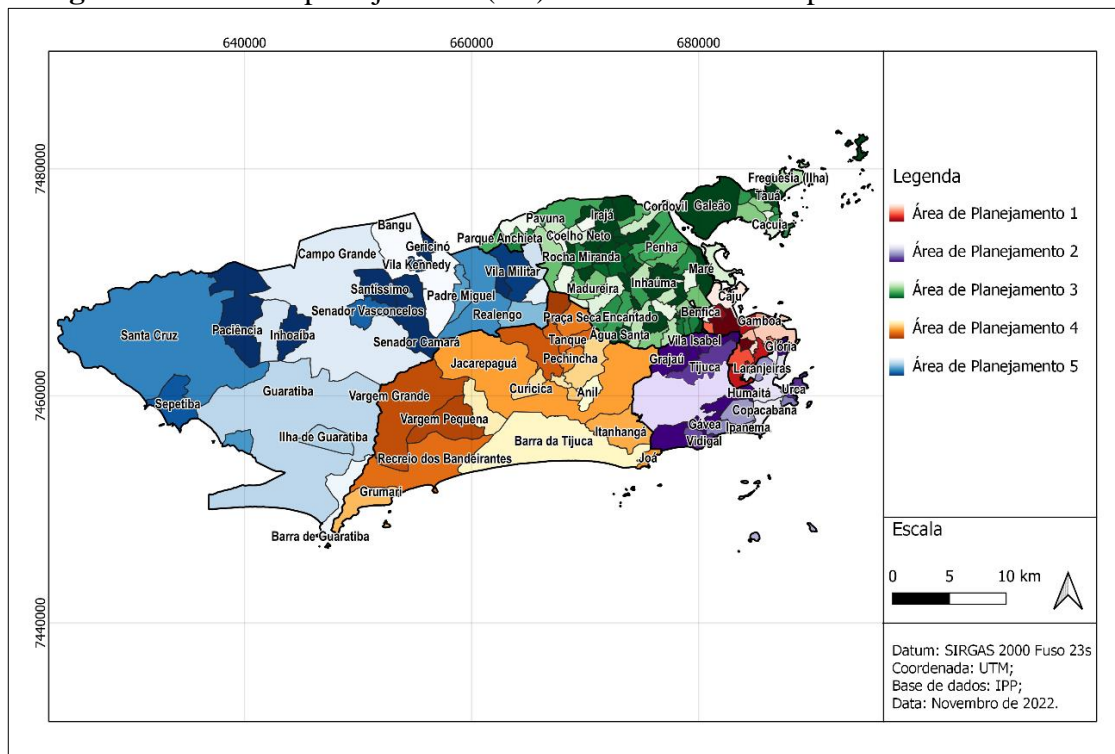 640000
660000
680000
7480000
7460000
7440000
Freguesia (Ilha)
Tauá
Galeão
Cacuia
Cordovil
Irajá
Pavuna
Coelho Neto
Parque Anchieta
Penha
Rocha Miranda
Maré
Inhaúma
Madureira
Bangu
Gericinó
Campo Grande
Vila Kennedy
Vila Militar
Santíssimo
Padre Miguel
Caju
Benfica
Gamboa
Senador Vasconcelos
Realengo
Praça Seca
Encantado
Água Santa
Santa Cruz
Paciência
Inhoaíba
Senador Camará
Tanque
Vila Isabel
Glória
Grajaú
Tijuca
Laranjeiras
Jacarepaguá
Pechincha
Guaratiba
Vargem Grande
Curicica
Anil
Humaitá
Urca
Copacabana
Sepetiba
Vargem Pequena
Gávea
Ipanema
Itanhangá
Vidigal
Ilha de Guaratiba
Barra da Tijuca
Recreio dos Bandeirantes
Joá
Grumari
Barra de Guaratiba
Legenda
Área de Planejamento 1
Área de Planejamento 2
Área de Planejamento 3
Área de Planejamento 4
Área de Planejamento 5
Escala
0 5 10 km
Datum: SIRGAS 2000 Fuso 23s
Coordenada: UTM;
Base de dados: IPP;
Data: Novembro de 2022.